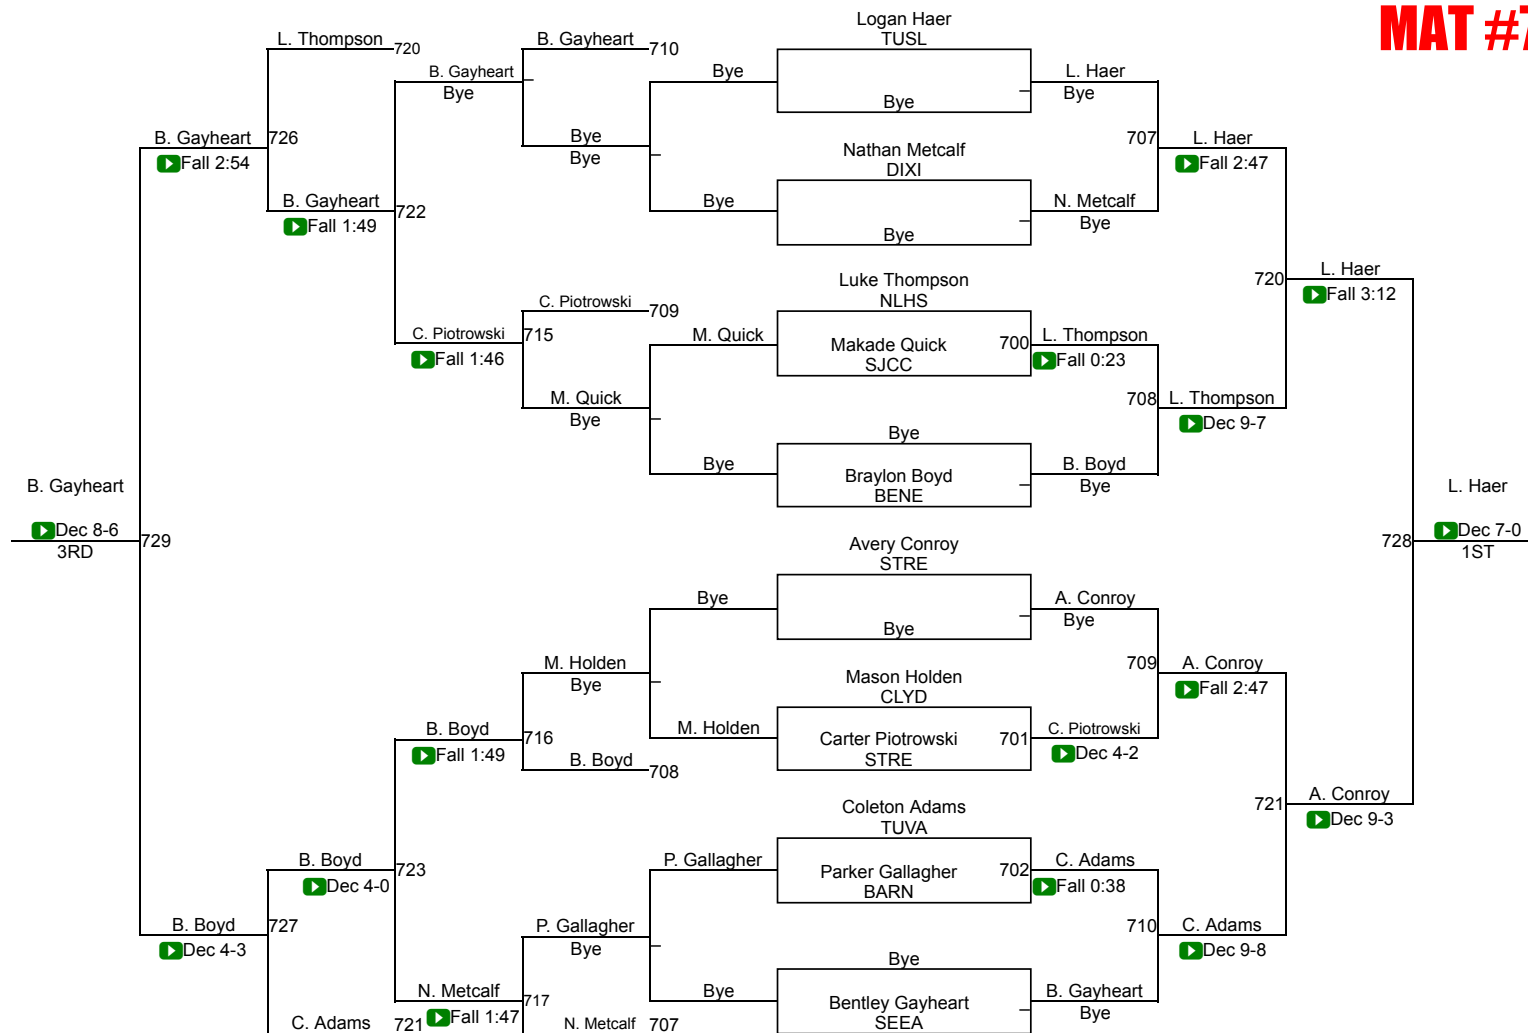 MAT #7
Logan Haer
TUSL
L. Thompson 720
B. Gayheart 710
B. Gayheart
Bye
Bye
L. Haer
Bye
Bye
B. Gayheart 726
Fall 2:54
Bye
Bye
Nathan Metcalf
DIXI
707 L. Haer
Fall 2:47
B. Gayheart 722
Fall 1:49
Bye
N. Metcalf
Bye
Bye
Luke Thompson
NLHS
720 L. Haer
Fall 3:12
C. Piotrowski 709
C. Piotrowski 715
Fall 1:46
M. Quick
Makade Quick
SJCC
700 L. Thompson
Fall 0:23
M. Quick
Bye
708 L. Thompson
Dec 9-7
Bye
Bye
Braylon Boyd
BENE
B. Boyd
Bye
B. Gayheart
Dec 8-6
3RD
729
L. Haer
728
Dec 7-0
1ST
Avery Conroy
STRE
Bye
A. Conroy
Bye
Bye
M. Holden
Bye
Mason Holden
CLYD
709 A. Conroy
Fall 2:47
B. Boyd 716
Fall 1:49
M. Holden
Carter Piotrowski
STRE
701 C. Piotrowski
Dec 4-2
B. Boyd 708
Coleton Adams
TUVA
721 A. Conroy
Dec 9-3
B. Boyd 723
Dec 4-0
P. Gallagher
Parker Gallagher
BARN
702 C. Adams
Fall 0:38
B. Boyd 727
Dec 4-3
P. Gallagher
Bye
710 C. Adams
Dec 9-8
Bye
N. Metcalf 717
Fall 1:47
Bye
Bentley Gayheart
SEEA
B. Gayheart
Bye
C. Adams 721
N. Metcalf 707